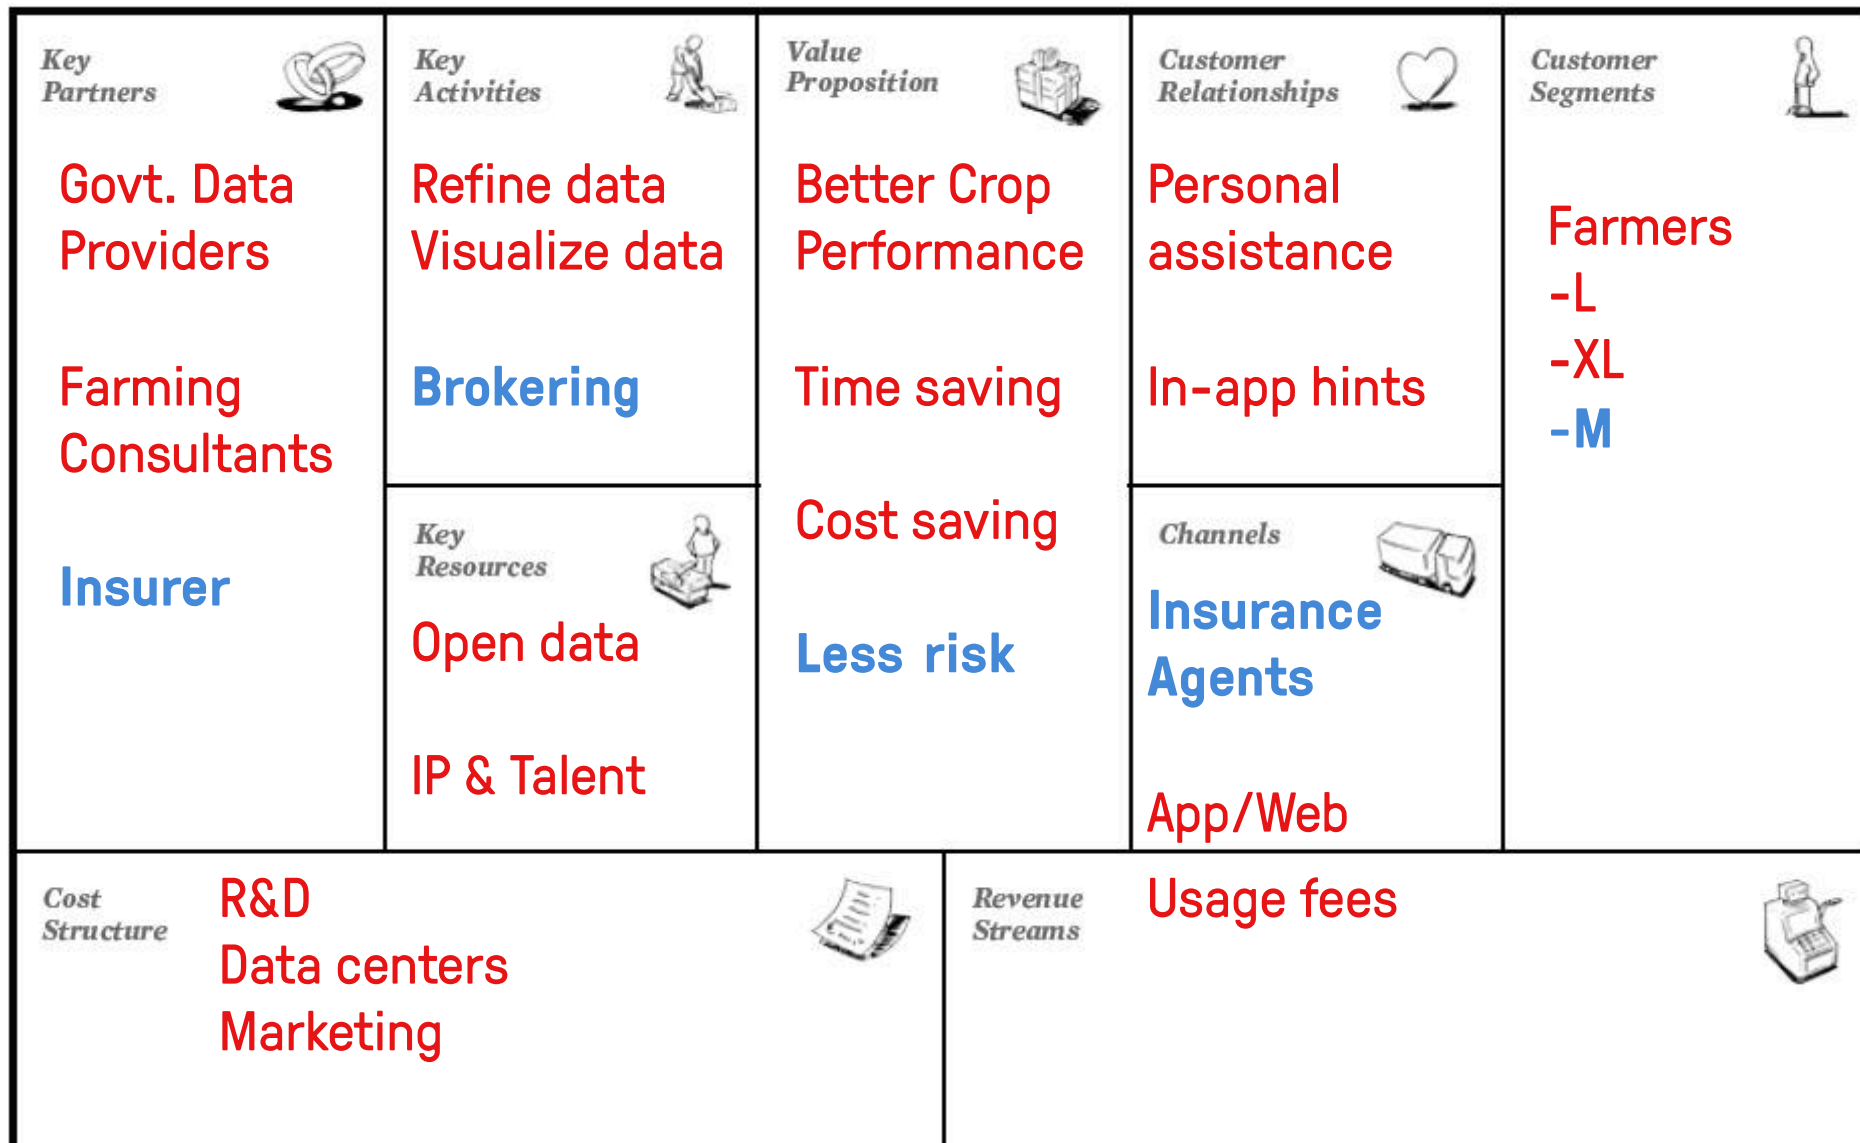 Key
Partners
Govt. Data
Providers
Farming
Consultants
Insurer
Key
Activities
Refine data
Visualize data
Brokering
Key
Resources
Open data
IP & Talent
Value
Proposition
Better Crop
Performance
Time saving
Cost saving
Less risk
Customer
Relationships
Personal
assistance
In-app hints
Channels
Insurance
Agents
App/Web
Customer
Segments
Farmers
-L
-XL
-M
Cost
Structure
R&D
Data centers
Marketing
Revenue
Streams
Usage fees